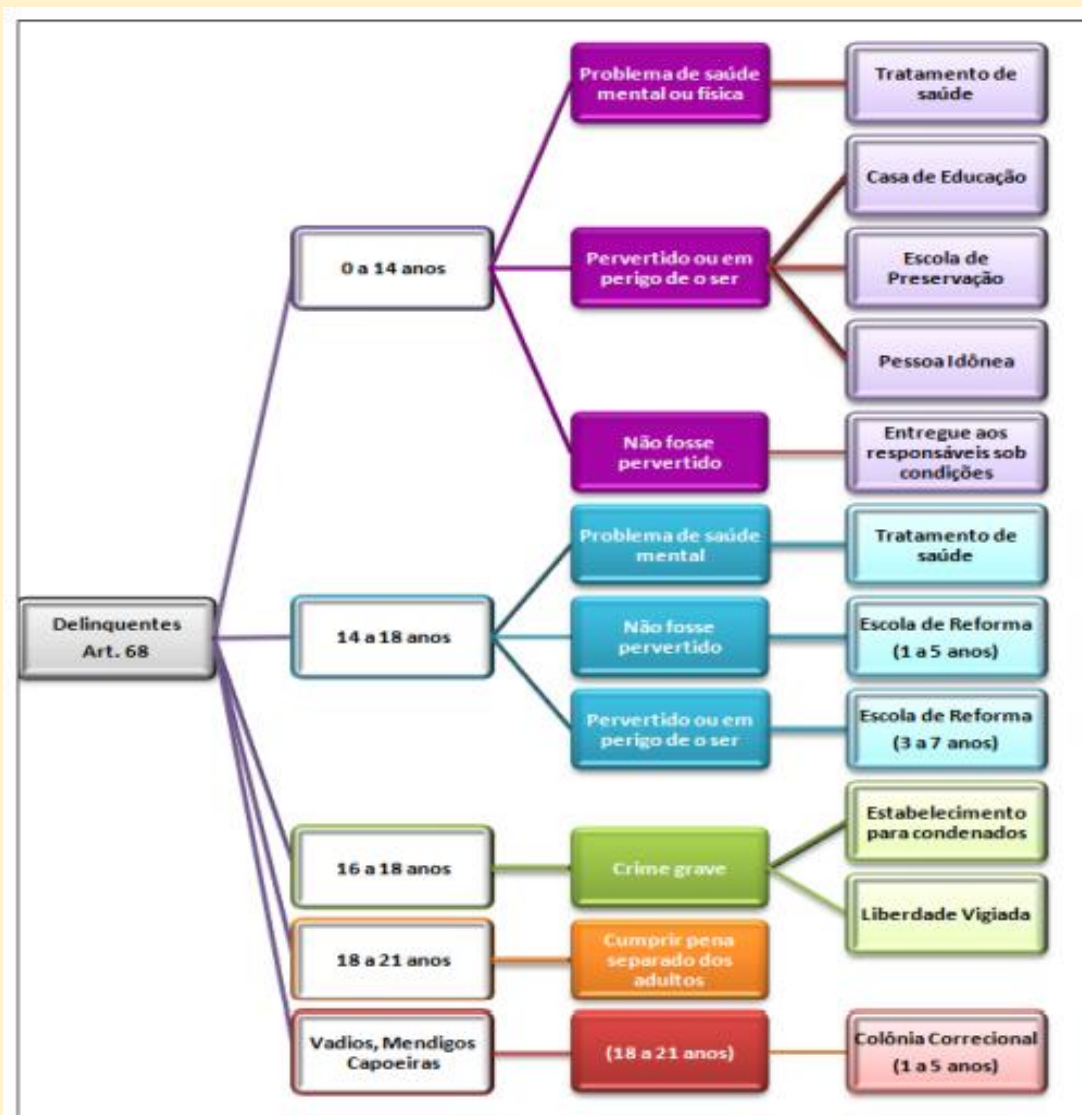 Delinquentes
Art. 68
0 a 14 anos
Problema de saúde
mental ou física
Tratamento de
saúde
Pervertido ou em
perigo de o ser
Casa de Educação
Escola de
Preservação
Pessoa Idônea
Não fosse
pervertido
Entregue aos
responsáveis sob
condições
14 a 18 anos
Problema de saúde
mental
Tratamento de
saúde
Não fosse
pervertido
Escola de Reforma
(1 a 5 anos)
Pervertido ou em
perigo de o ser
Escola de Reforma
(3 a 7 anos)
16 a 18 anos
Crime grave
Estabelecimento
para condenados
Liberdade Vigiada
18 a 21 anos
Cumprir pena
separado dos
adultos
Vadios, Mendigos
Capoeiras
(18 a 21 anos)
Colônia Correcional
(1 a 5 anos)